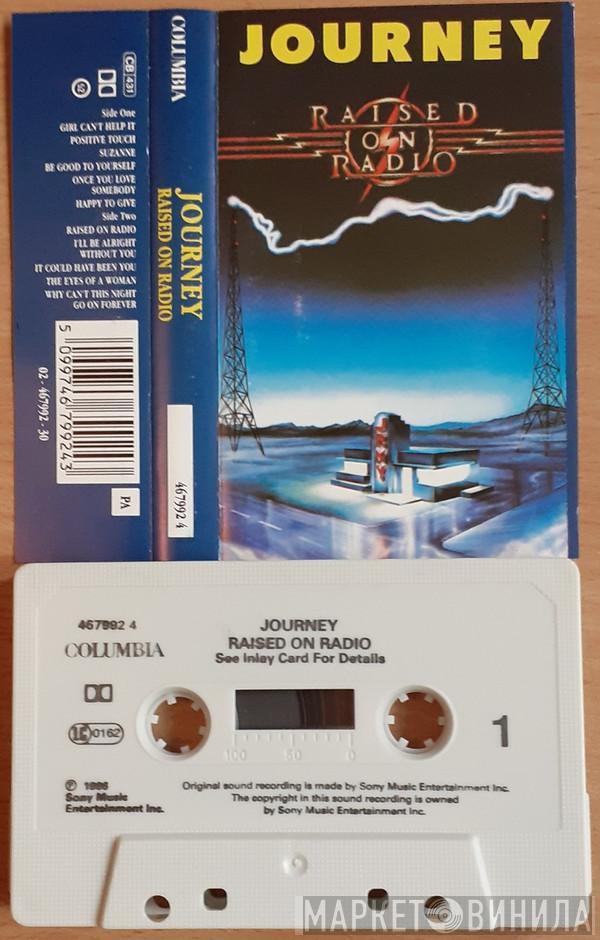 JOURNEY
RAISED
ON
RADIO
COLUMBIA
JOURNEY
RAISED ON RADIO
467992 4
CB 431
Side One
GIRL CAN'T HELP IT
POSITIVE TOUCH
SUZANNE
BE GOOD TO YOURSELF
ONCE YOU LOVE
SOMEBODY
HAPPY TO GIVE
Side Two
RAISED ON RADIO
I'LL BE ALRIGHT
WITHOUT YOU
IT COULD HAVE BEEN YOU
THE EYES OF A WOMAN
WHY CAN'T THIS NIGHT
GO ON FOREVER
5 099746 799243
02-467992-30
PA
467992 4
COLUMBIA
JOURNEY
RAISED ON RADIO
See Inlay Card For Details
0162
100 50 0
1
℗ 1986
Sony Music
Entertainment Inc.
Original sound recording is made by Sony Music Entertainment Inc.
The copyright in this sound recording is owned
by Sony Music Entertainment Inc.
МАРКЕТ ВИНИЛА